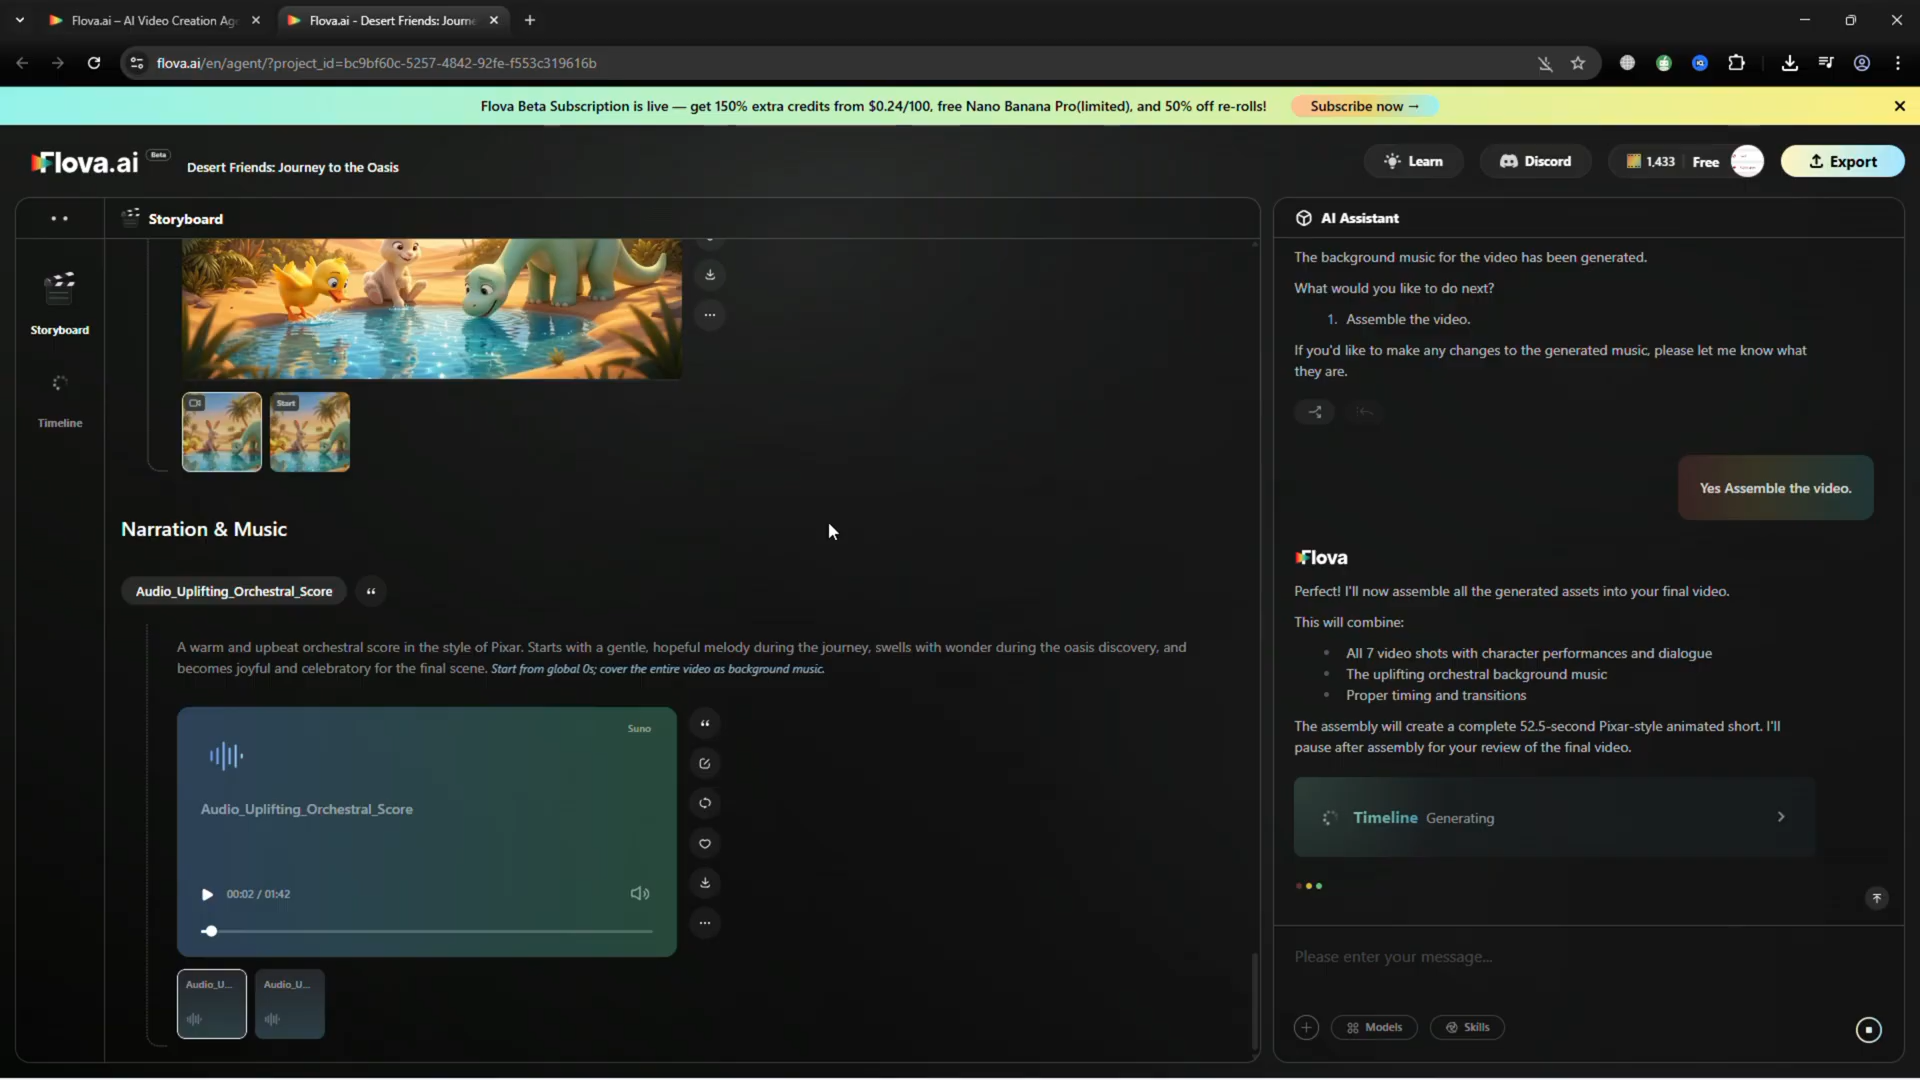 Flova.ai – AI Video Creation Ag
Flova.ai - Desert Friends: Journe
flova.ai/en/agent/?project_id=bc9bf60c-5257-4842-92fe-f553c319616b
Flova Beta Subscription is live — get 150% extra credits from $0.24/100, free Nano Banana Pro(limited), and 50% off re-rolls!
Subscribe now →
Flova.ai
Beta
Desert Friends: Journey to the Oasis
Learn
Discord
1,433
Free
Export
Storyboard
AI Assistant
Storyboard
Timeline
Start
Narration & Music
Audio_Uplifting_Orchestral_Score
A warm and upbeat orchestral score in the style of Pixar. Starts with a gentle, hopeful melody during the journey, swells with wonder during the oasis discovery, and
becomes joyful and celebratory for the final scene. Start from global 0s; cover the entire video as background music.
Suno
Audio_Uplifting_Orchestral_Score
00:02 / 01:42
Audio_U...
Audio_U...
The background music for the video has been generated.
What would you like to do next?
1. Assemble the video.
If you'd like to make any changes to the generated music, please let me know what
they are.
Yes Assemble the video.
Flova
Perfect! I'll now assemble all the generated assets into your final video.
This will combine:
• All 7 video shots with character performances and dialogue
• The uplifting orchestral background music
• Proper timing and transitions
The assembly will create a complete 52.5-second Pixar-style animated short. I'll
pause after assembly for your review of the final video.
Timeline Generating
Please enter your message...
Models
Skills